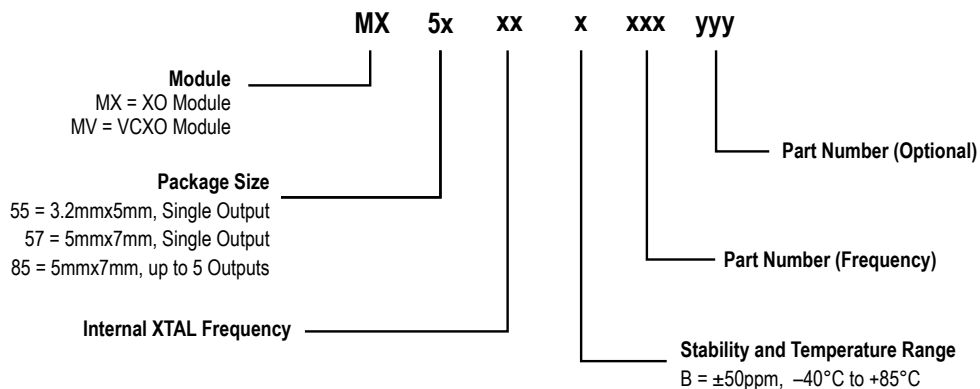 MX 5x xx x xxx yyy
Module
MX = XO Module
MV = VCXO Module
Part Number (Optional)
Package Size
55 = 3.2mmx5mm, Single Output
57 = 5mmx7mm, Single Output
85 = 5mmx7mm, up to 5 Outputs
Part Number (Frequency)
Internal XTAL Frequency
Stability and Temperature Range
B = ±50ppm, –40°C to +85°C